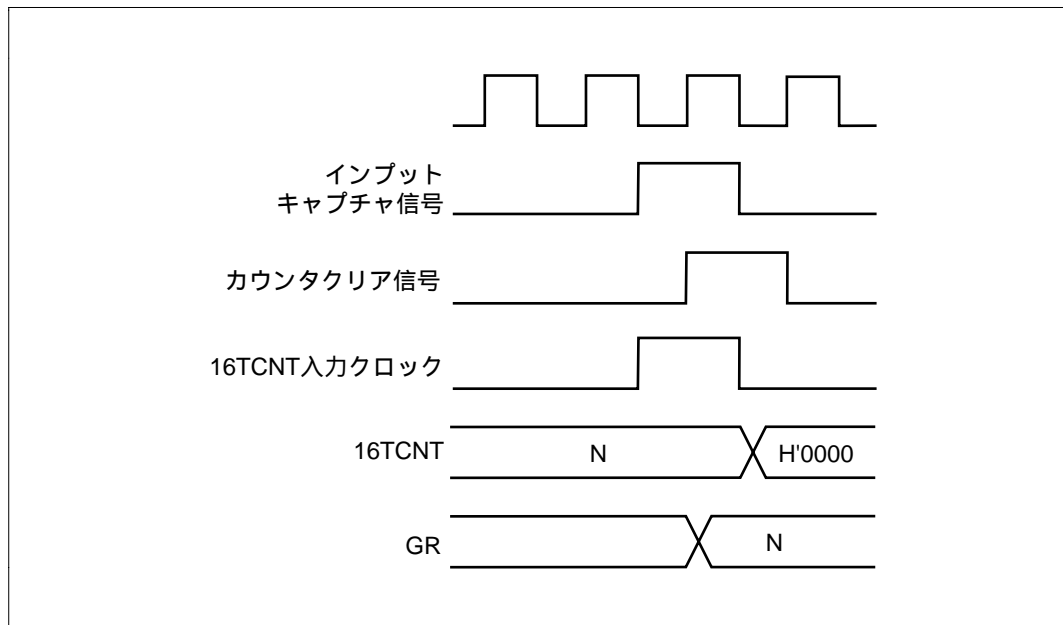 インプット
キャプチャ信号
カウンタクリア信号
16TCNT入力クロック
16TCNT
N
H'0000
GR
N